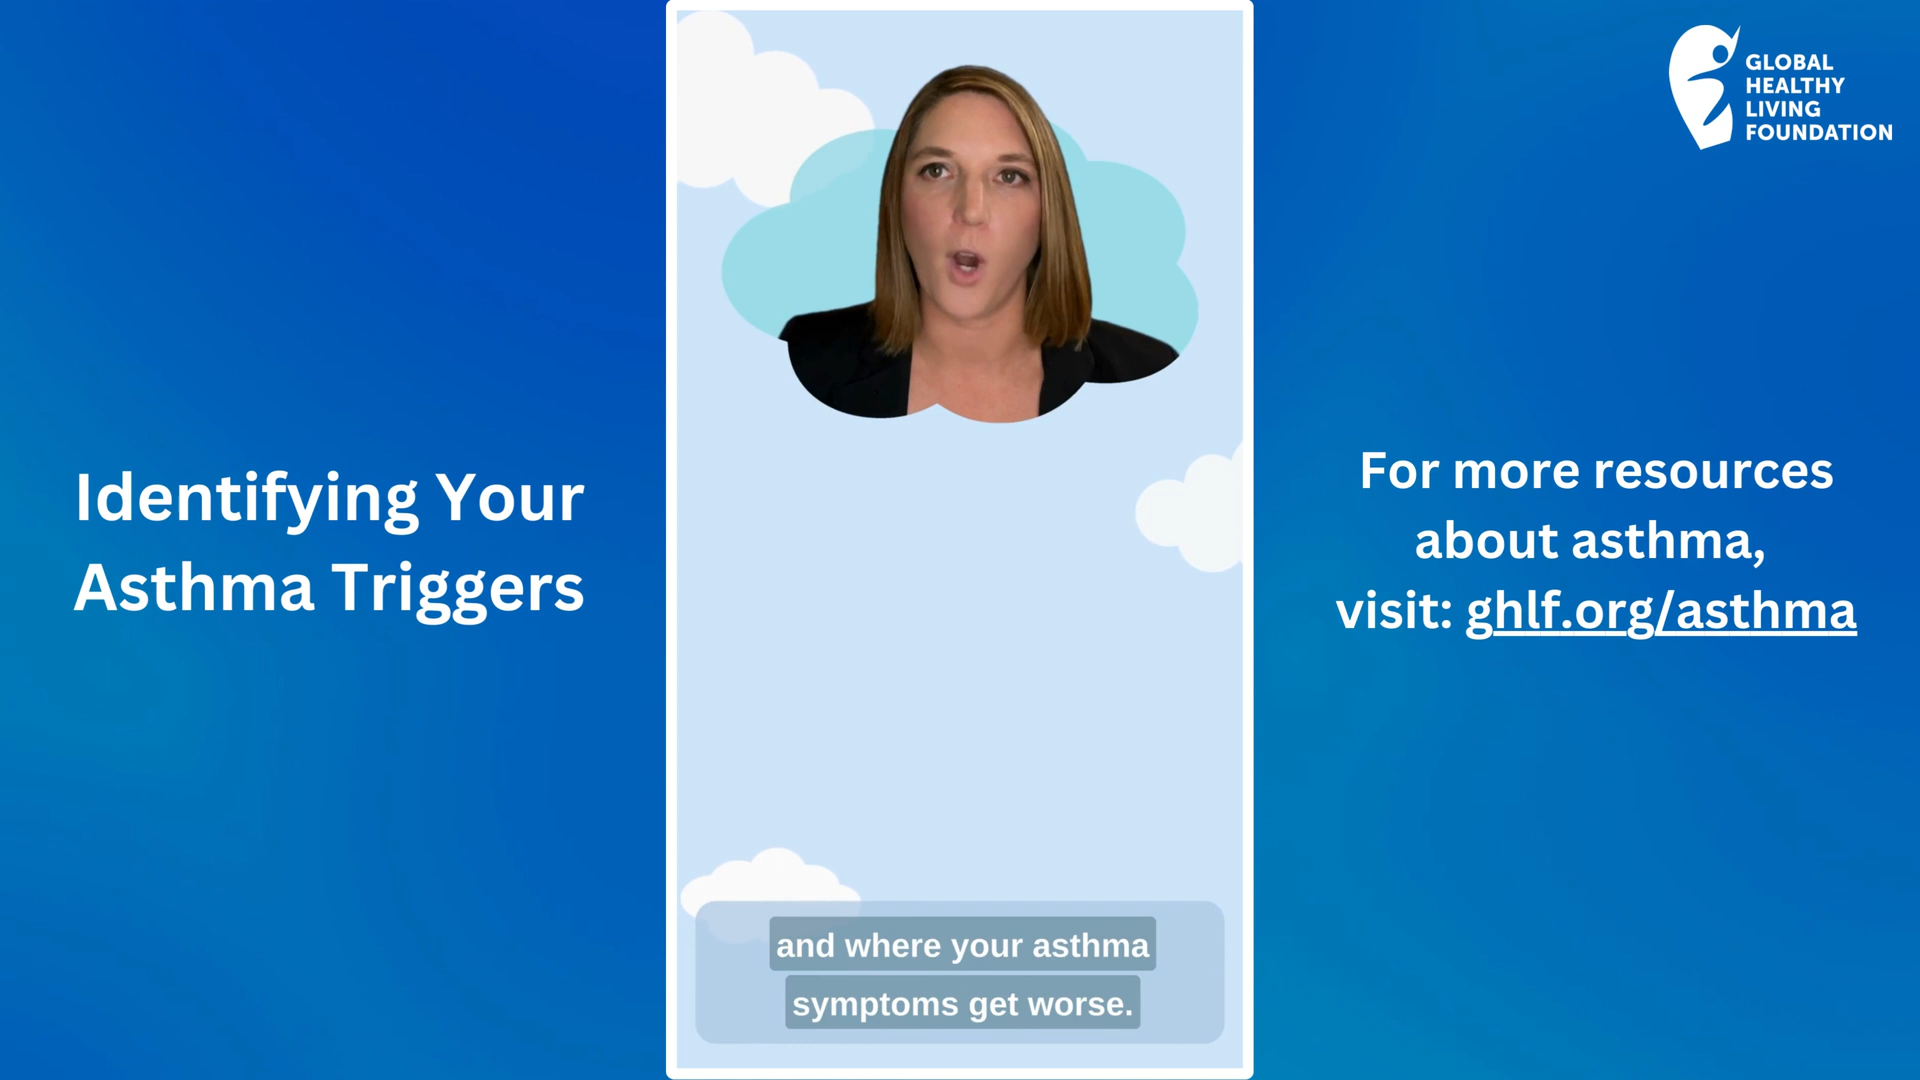 Identifying Your
Asthma Triggers
and where your asthma
symptoms get worse.
GLOBAL
HEALTHY
LIVING
FOUNDATION
For more resources
about asthma,
visit: ghlf.org/asthma